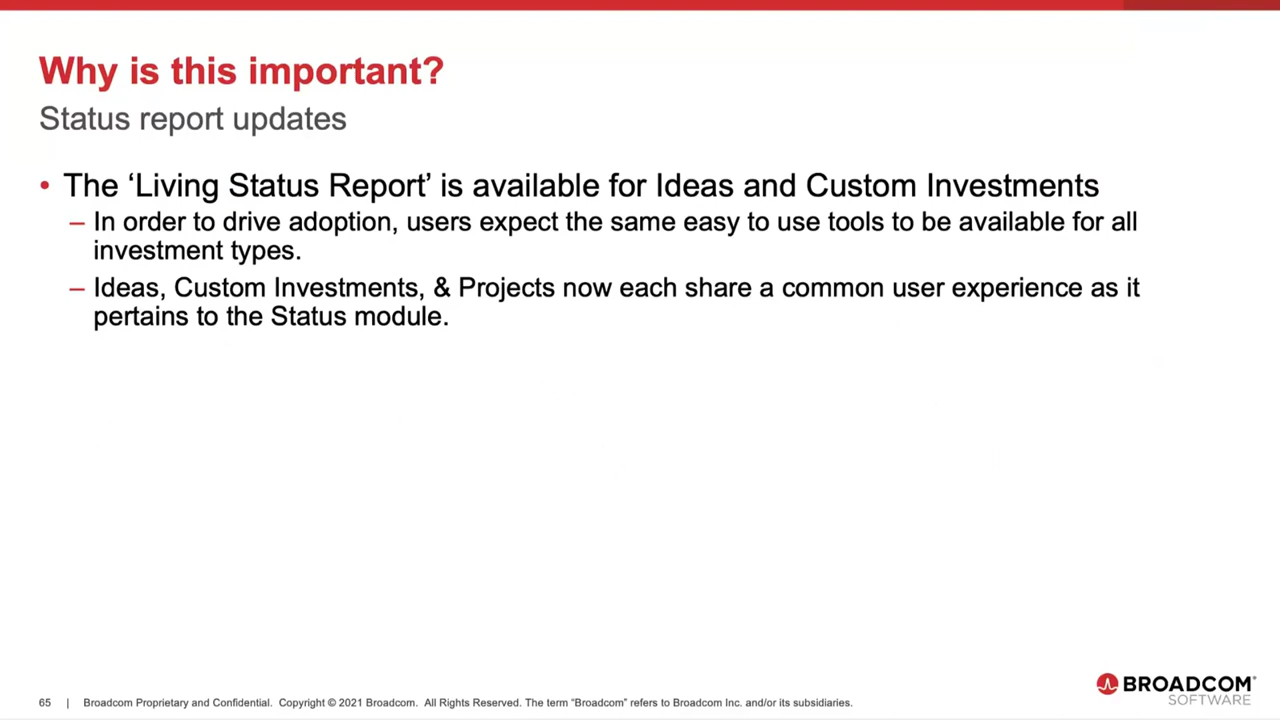 Why is this important?
Status report updates
• The ‘Living Status Report’ is available for Ideas and Custom Investments
– In order to drive adoption, users expect the same easy to use tools to be available for all
investment types.
– Ideas, Custom Investments, & Projects now each share a common user experience as it
pertains to the Status module.
65 | Broadcom Proprietary and Confidential. Copyright © 2021 Broadcom. All Rights Reserved. The term “Broadcom” refers to Broadcom Inc. and/or its subsidiaries.
BROADCOM®
SOFTWARE